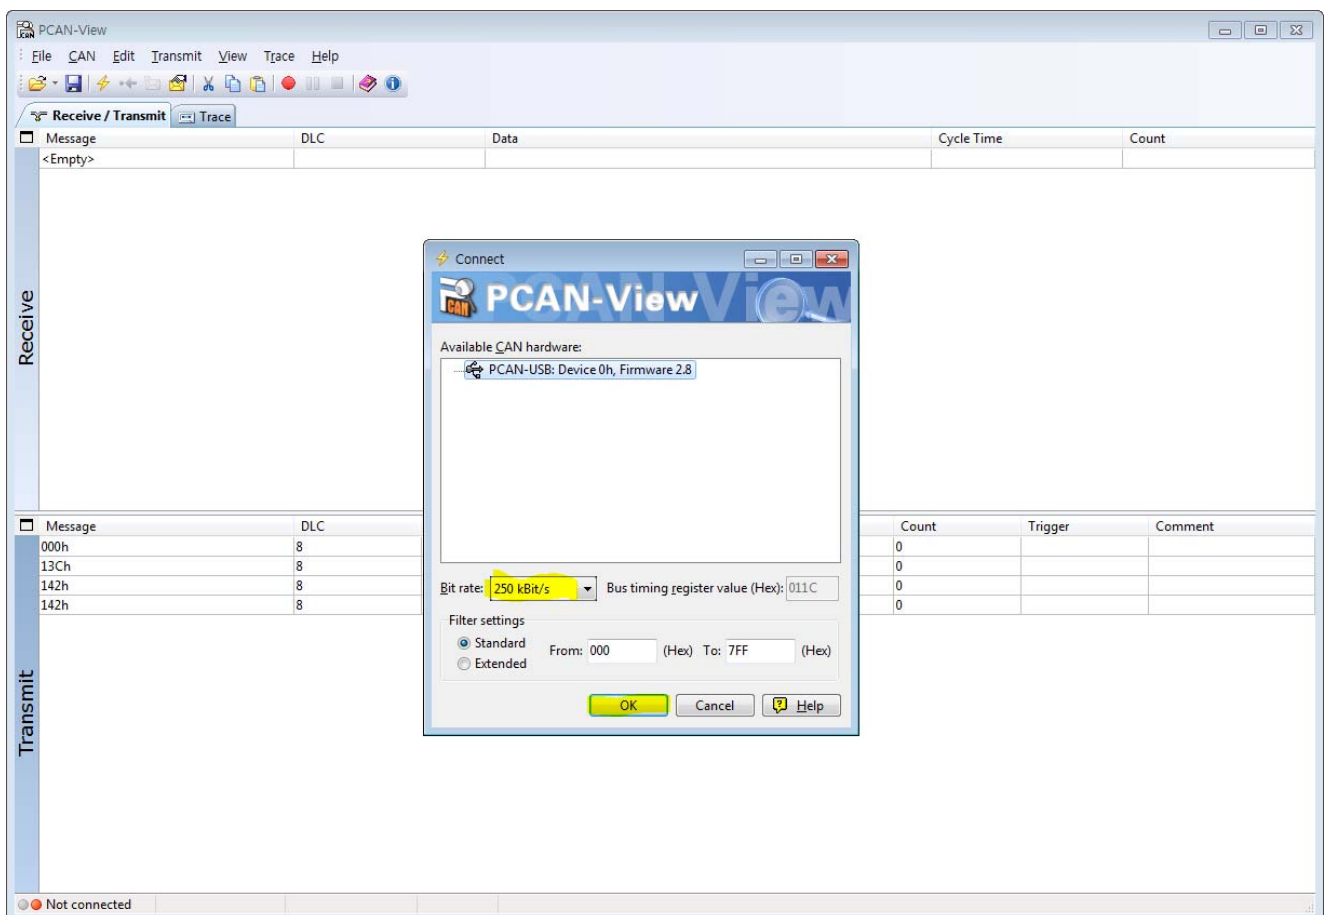 PCAN-View
File CAN Edit Transmit View Trace Help
Receive / Transmit Trace
Message DLC Data Cycle Time Count
<Empty>
Receive
Connect
PCAN-View
Available CAN hardware:
PCAN-USB: Device 0h, Firmware 2.8
Bit rate: 250 kBit/s Bus timing register value (Hex): 011C
Filter settings
Standard
Extended
From: 000 (Hex) To: 7FF (Hex)
OK Cancel Help
Message DLC Count Trigger Comment
000h 8 0
13Ch 8 0
142h 8 0
142h 8 0
Transmit
Not connected